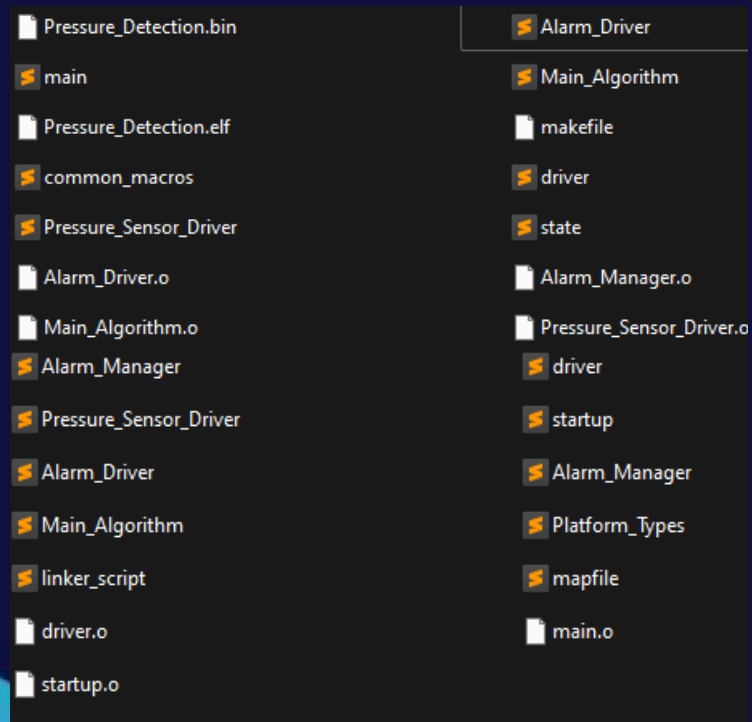 Pressure_Detection.bin
Alarm_Driver
main
Main_Algorithm
Pressure_Detection.elf
makefile
common_macros
driver
Pressure_Sensor_Driver
state
Alarm_Driver.o
Alarm_Manager.o
Main_Algorithm.o
Pressure_Sensor_Driver.o
Alarm_Manager
driver
Pressure_Sensor_Driver
startup
Alarm_Driver
Alarm_Manager
Main_Algorithm
Platform_Types
linker_script
mapfile
driver.o
main.o
startup.o